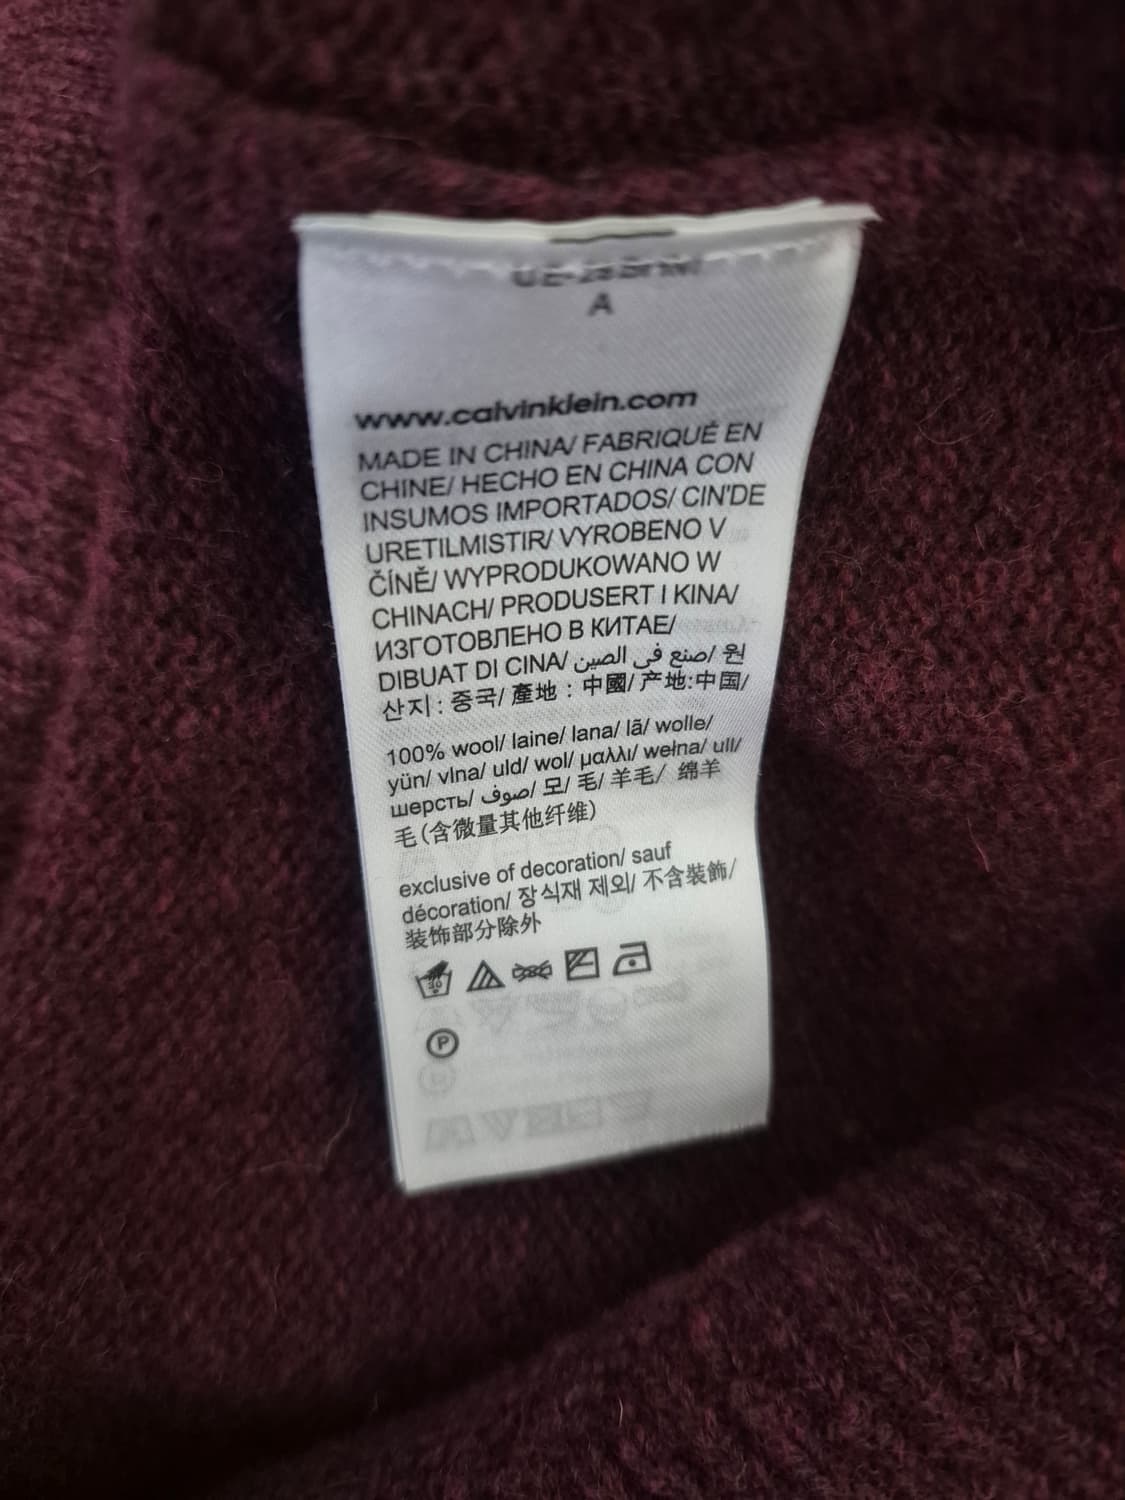 A
www.calvinklein.com
MADE IN CHINA/ FABRIQUÉ EN
CHINE/ HECHO EN CHINA CON
INSUMOS IMPORTADOS/ CIN'DE
URETILMISTIR/ VYROBENO V
ČÍNĚ/ WYPRODUKOWANO W
CHINACH/ PRODUSERT I KINA/
ИЗГОТОВЛЕНО В КИТАЕ/
DIBUAT DI CINA/ صنع في الصين/ 원
산지 : 중국/ 產地 : 中國/ 产地:中国/
100% wool/ laine/ lana/ lã/ wolle/
yün/ vlna/ uld/ wol/ μαλλι/ wełna/ ull/
шерсть/ صوف/ 모/ 毛/ 羊毛/ 绵羊
毛(含微量其他纤维)
exclusive of decoration/ sauf
décoration/ 장식재 제외/ 不含裝飾/
装饰部分除外
30
P